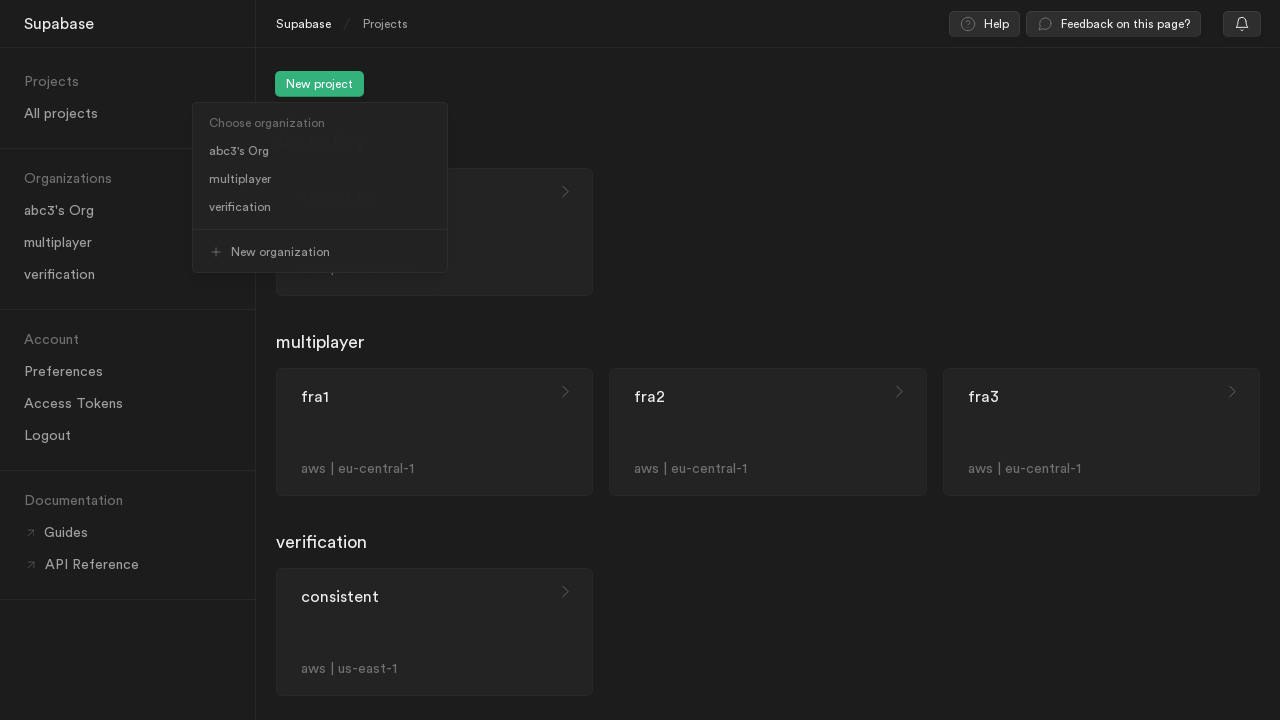 Supabase
Supabase / Projects
Help
Feedback on this page?
Projects
All projects
Organizations
abc3's Org
multiplayer
verification
Account
Preferences
Access Tokens
Logout
Documentation
Guides
API Reference
New project
Choose organization
abc3's Org
multiplayer
verification
New organization
multiplayer
fra1
aws | eu-central-1
fra2
aws | eu-central-1
fra3
aws | eu-central-1
verification
consistent
aws | us-east-1